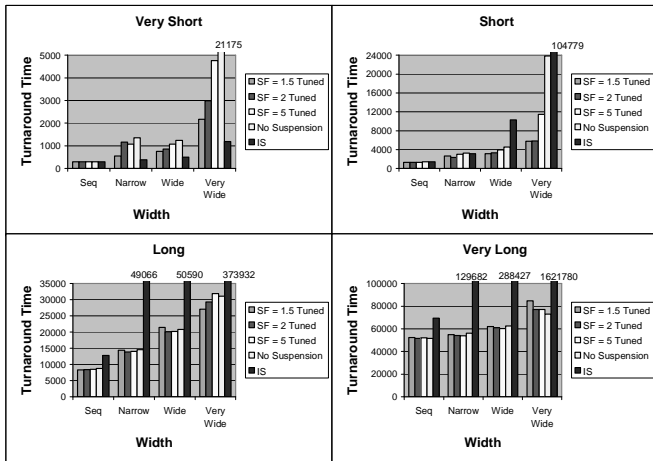 Very Short
21175
Turnaround Time
5000
4000
3000
2000
1000
0
Seq Narrow Wide Very Wide
Width
SF = 1.5 Tuned
SF = 2 Tuned
SF = 5 Tuned
No Suspension
IS
Short
104779
Turnaround Time
24000
20000
16000
12000
8000
4000
0
Seq Narrow Wide Very Wide
Width
SF = 1.5 Tuned
SF = 2 Tuned
SF = 5 Tuned
No Suspension
IS
Long
49066 50590 373932
Turnaround Time
35000
30000
25000
20000
15000
10000
5000
0
Seq Narrow Wide Very Wide
Width
SF = 1.5 Tuned
SF = 2 Tuned
SF = 5 Tuned
No Suspension
IS
Very Long
129682 288427 1621780
Turnaround Time
100000
80000
60000
40000
20000
0
Seq Narrow Wide Very Wide
Width
SF = 1.5 Tuned
SF = 2 Tuned
SF = 5 Tuned
No Suspension
IS